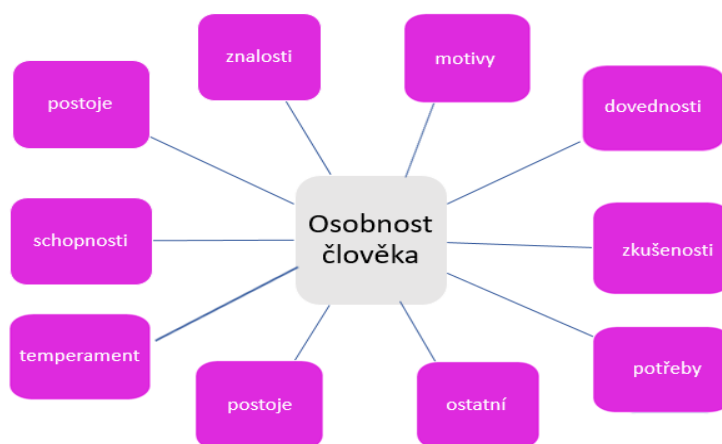 znalosti
motivy
postoje
dovednosti
Osobnost
člověka
schopnosti
zkušenosti
temperament
potřeby
postoje
ostatní